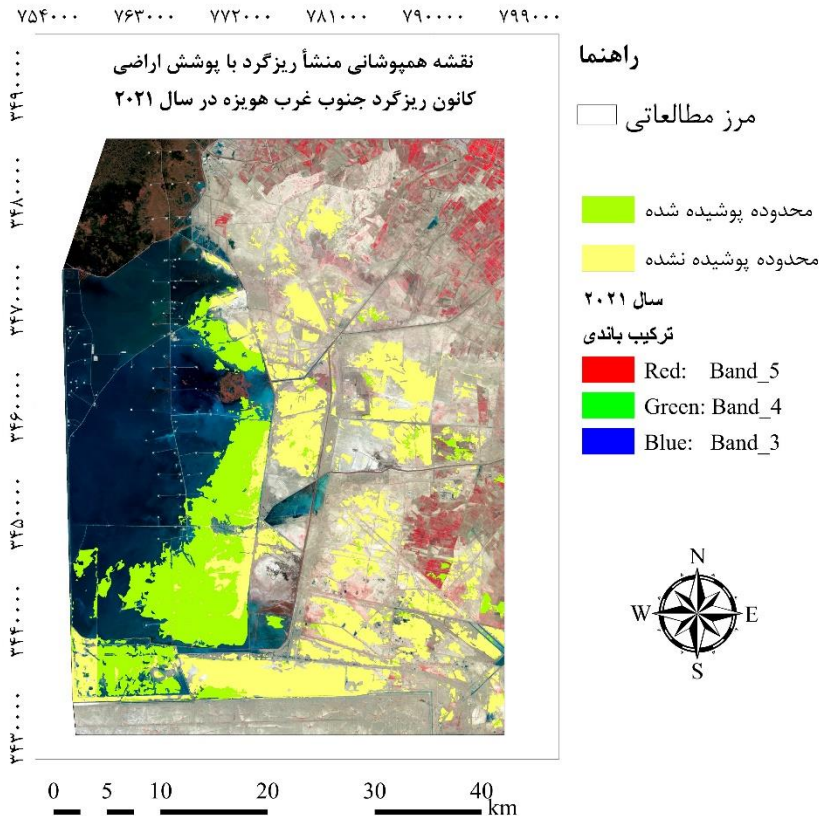 ۷۵۴۰۰۰ ۷۶۳۰۰۰ ۷۷۲۰۰۰ ۷۸۱۰۰۰ ۷۹۰۰۰۰ ۷۹۹۰۰۰
نقشه همپوشانی منشأ ریزگرد با پوشش اراضی
کانون ریزگرد جنوب غرب هویزه در سال ۲۰۲۱
۳۴۹۰۰۰۰
۳۴۸۰۰۰۰
۳۴۷۰۰۰۰
۳۴۶۰۰۰۰
۳۴۵۰۰۰۰
۳۴۴۰۰۰۰
۳۴۳۰۰۰۰
راهنما
مرز مطالعاتی
محدوده پوشیده شده
محدوده پوشیده نشده
سال ۲۰۲۱
ترکیب باندی
Red: Band_5
Green: Band_4
Blue: Band_3
N
W E
S
0 5 10 20 30 40
km